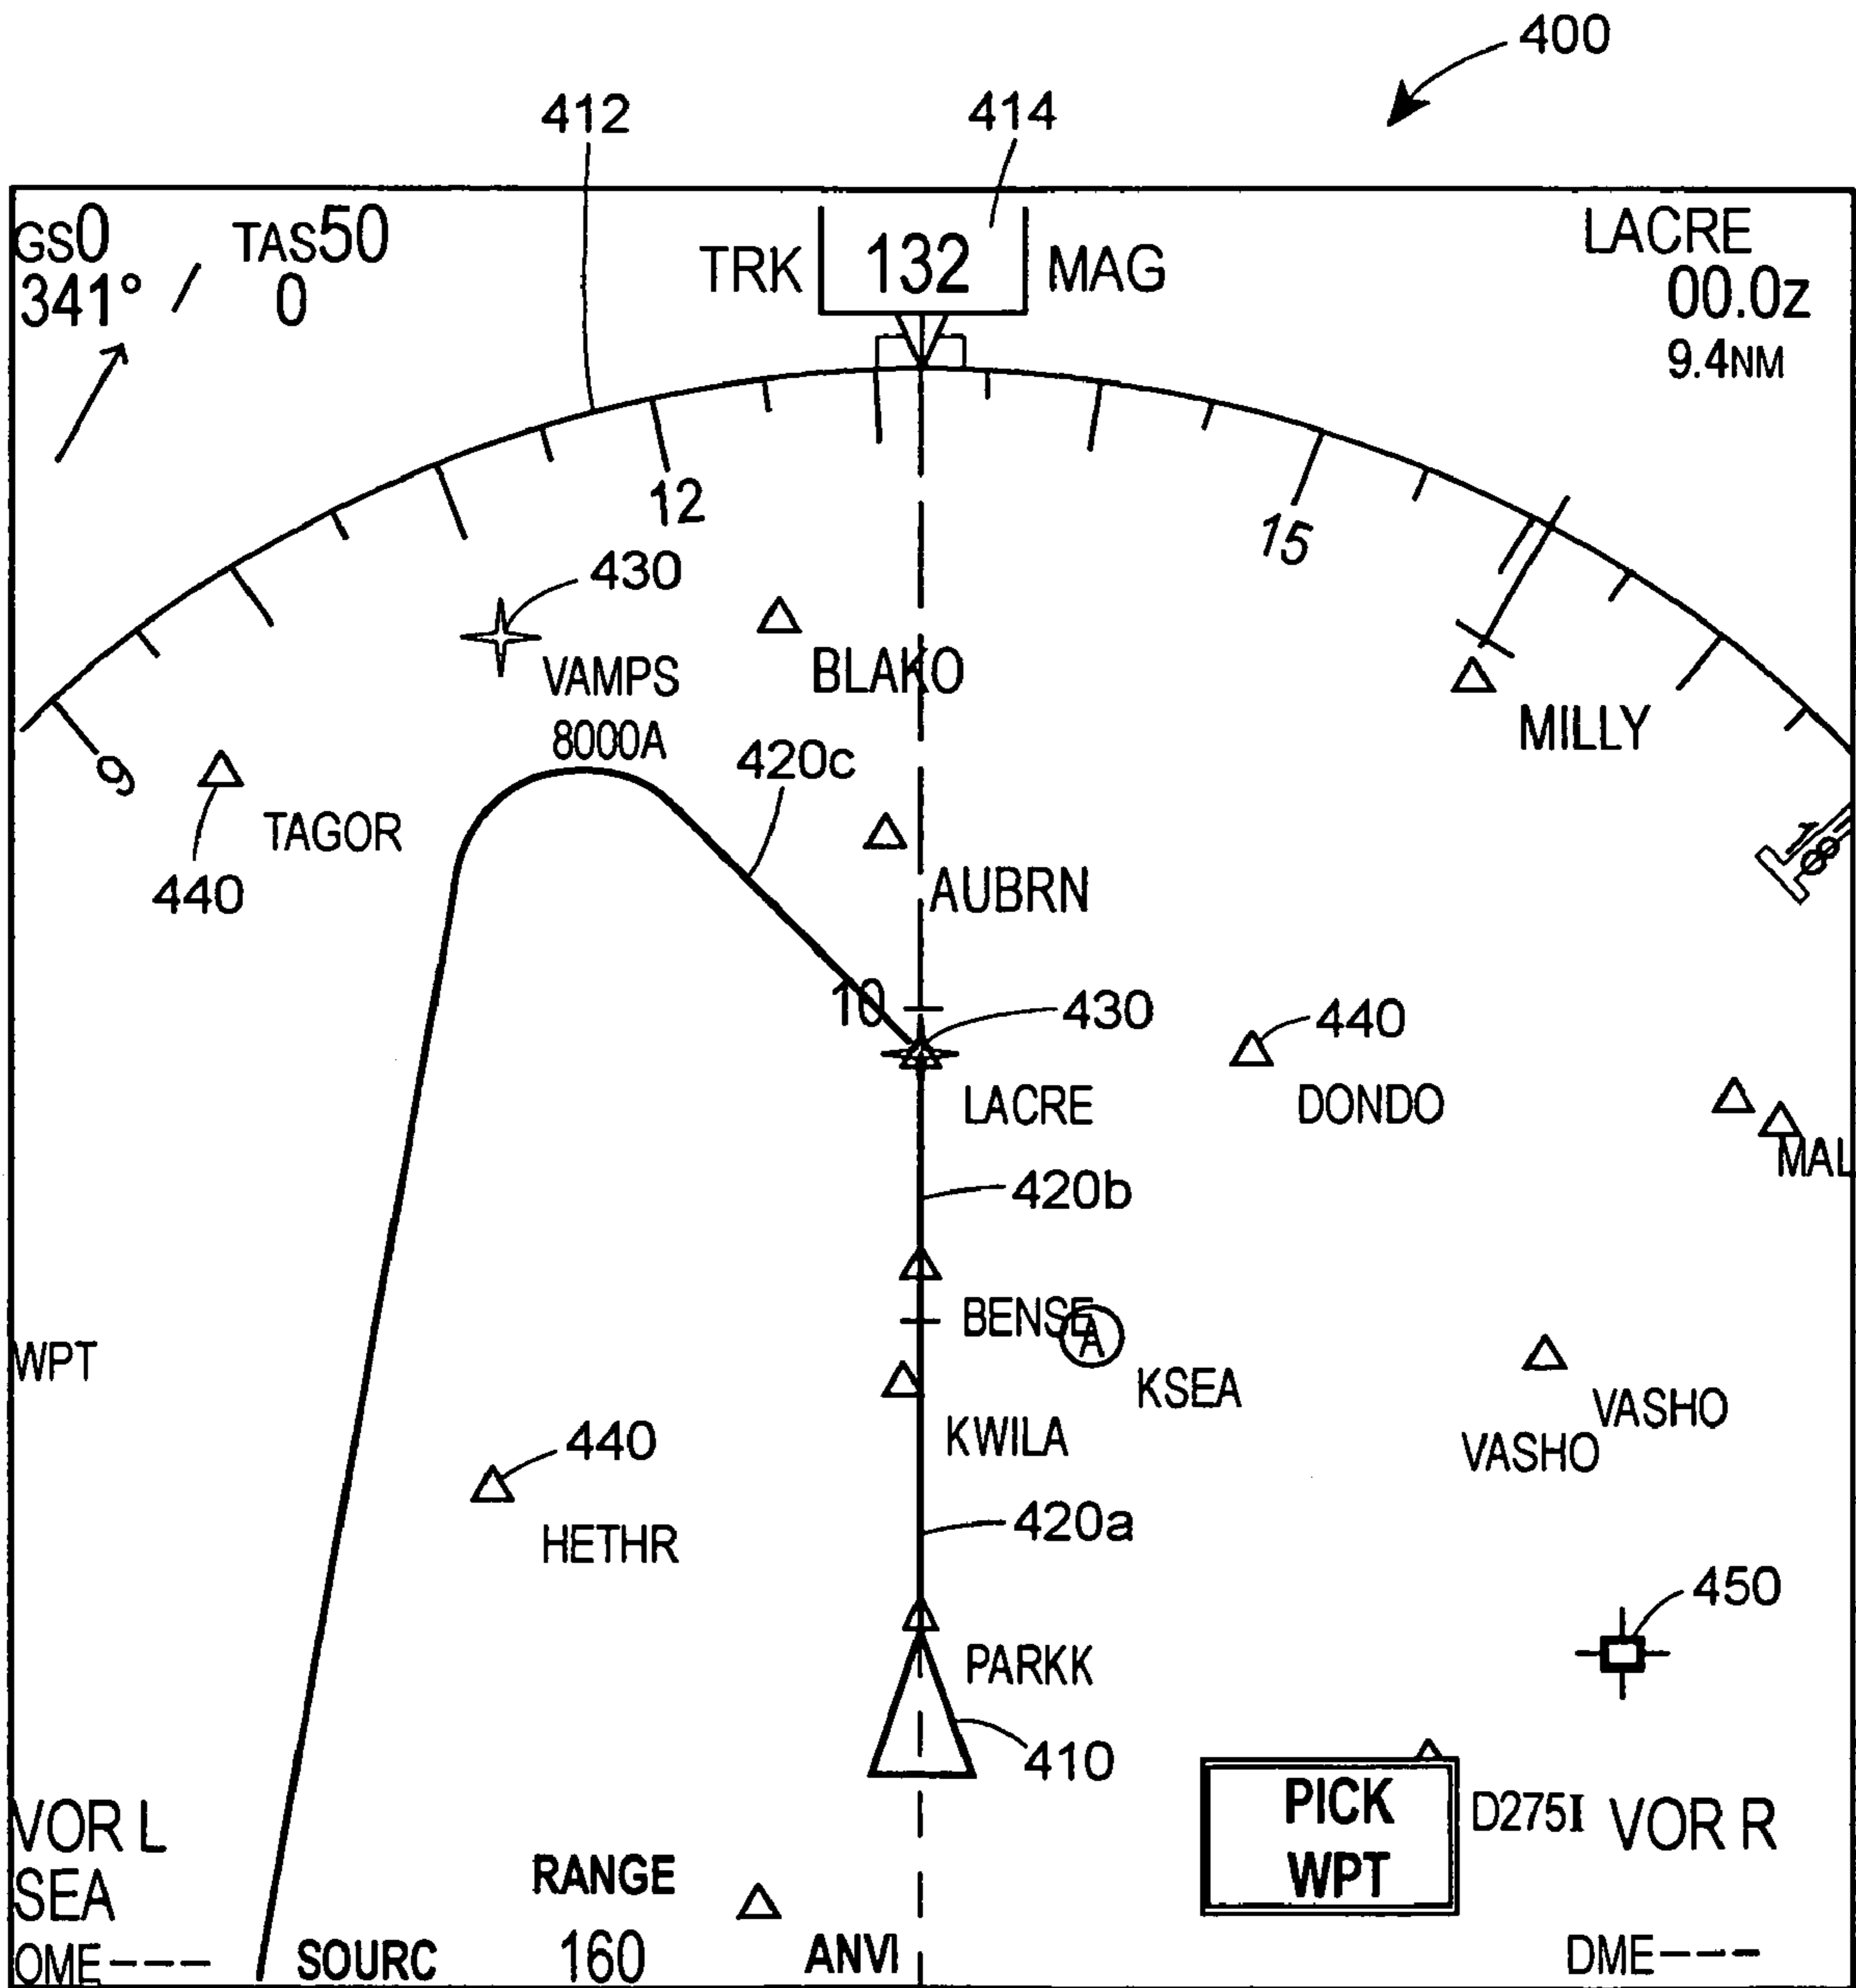 400
412
414
GS0 TAS50
341° / 0
TRK 132 MAG
LACRE
00.0z
9.4NM
12
15
9
430
VAMPS
8000A
BLAKO
MILLY
420c
TAGOR
440
18
AUBRN
10
430
440
LACRE
DONDO
MAL
420b
BENSE
A
KSEA
WPT
KWILA
VASHO
VASHO
440
HETHR
420a
450
PARKK
410
PICK
WPT
D275I
VOR L
SEA
OME---
RANGE
160
SOURC
ANVI
VOR R
DME---